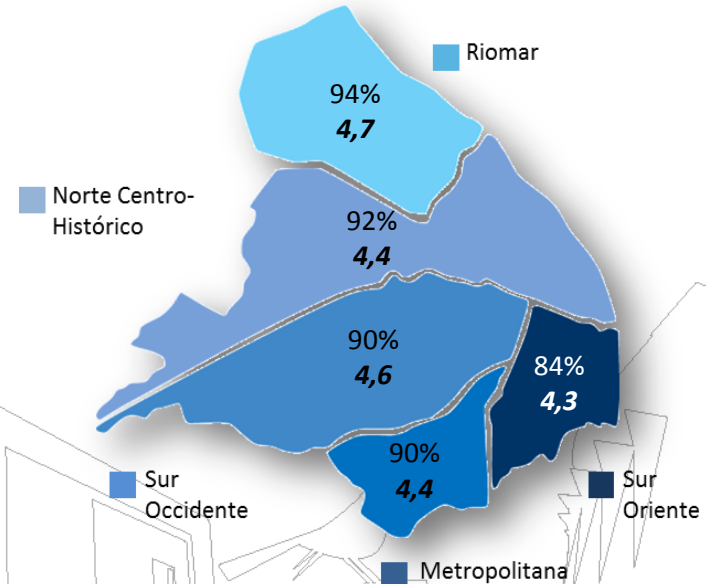 Riomar
94%
4,7
Norte Centro-
Histórico
92%
4,4
90%
4,6
84%
4,3
90%
4,4
Sur
Occidente
Sur
Oriente
Metropolitana